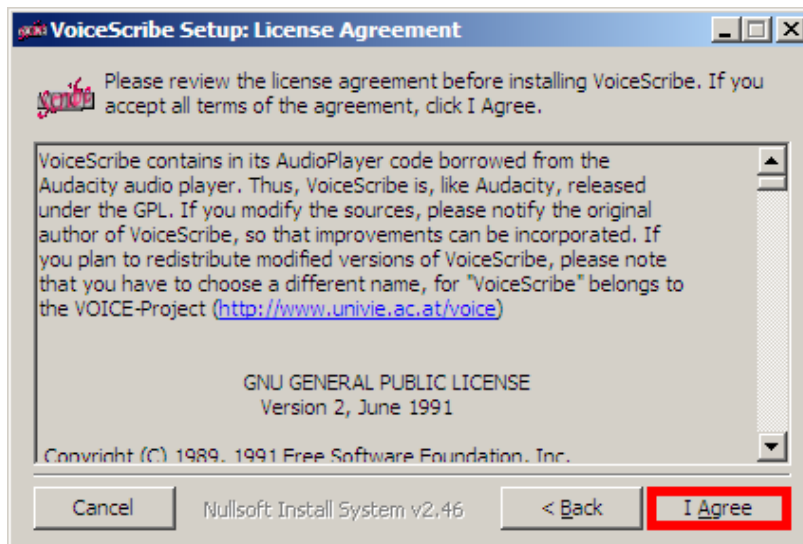 VoiceScribe Setup: License Agreement
Please review the license agreement before installing VoiceScribe. If you
accept all terms of the agreement, click I Agree.
VoiceScribe contains in its AudioPlayer code borrowed from the
Audacity audio player. Thus, VoiceScribe is, like Audacity, released
under the GPL. If you modify the sources, please notify the original
author of VoiceScribe, so that improvements can be incorporated. If
you plan to redistribute modified versions of VoiceScribe, please note
that you have to choose a different name, for "VoiceScribe" belongs to
the VOICE-Project (http://www.univie.ac.at/voice)
GNU GENERAL PUBLIC LICENSE
Version 2, June 1991
Copyright (C) 1989, 1991 Free Software Foundation, Inc.
Cancel
Nullsoft Install System v2.46
< Back
I Agree